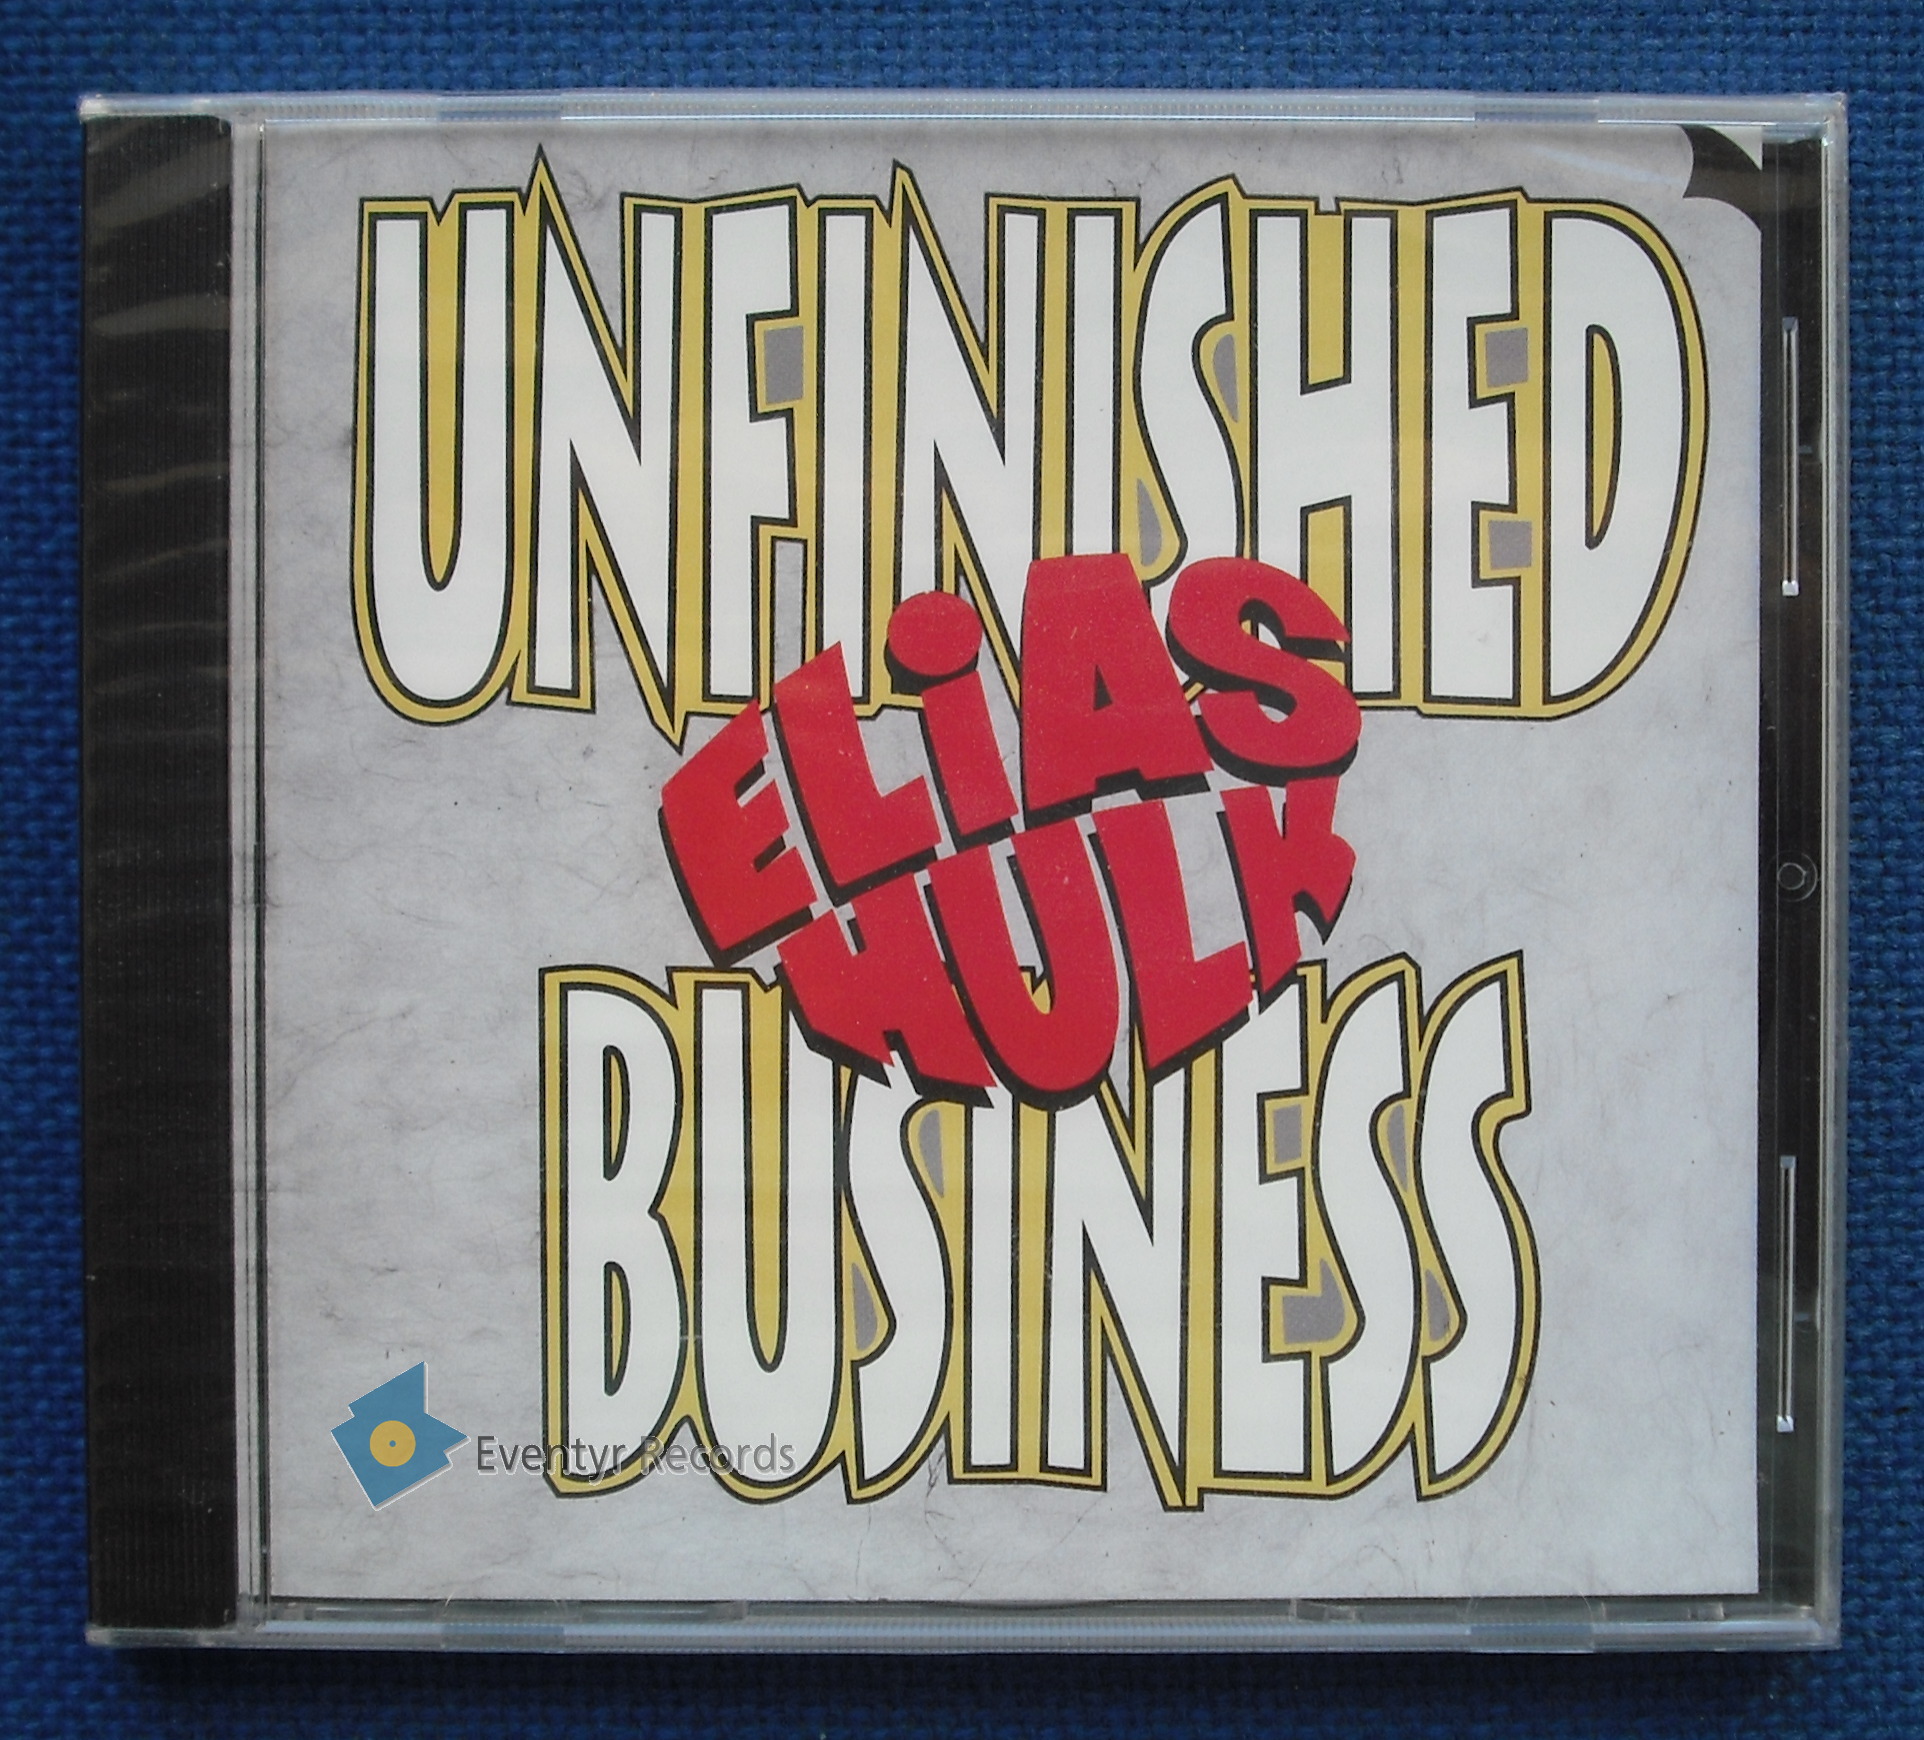 UNFINISHED
ELiAS
HULK
BUSINESS
Eventyr Records